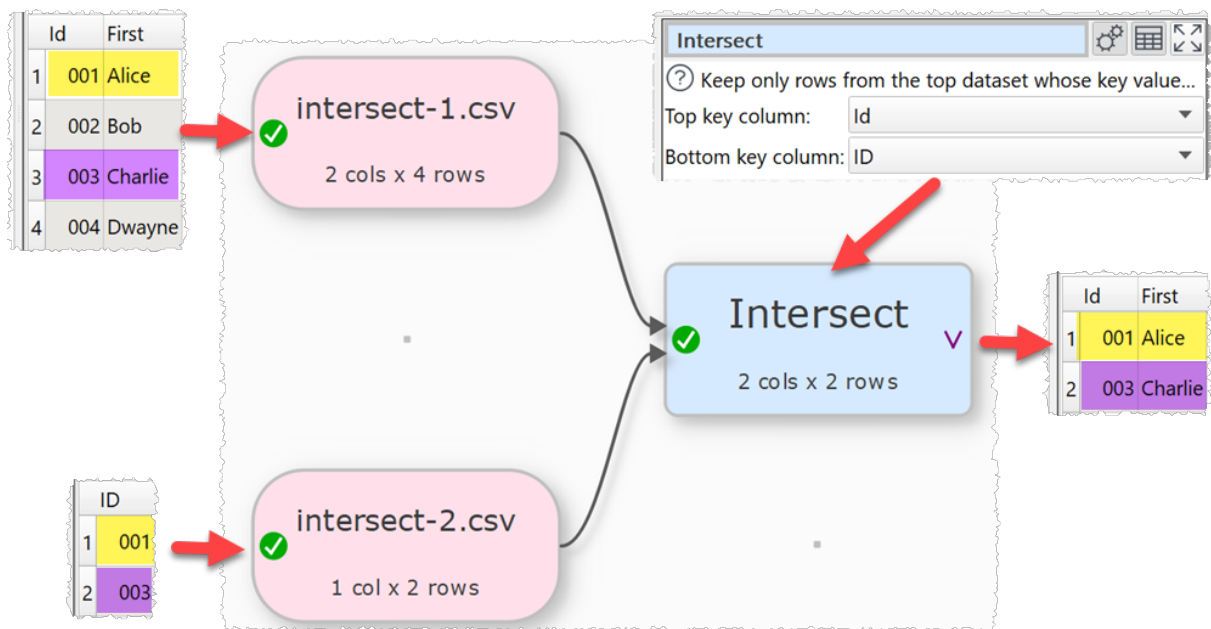 Id First
1 001 Alice
2 002 Bob
3 003 Charlie
4 004 Dwayne
intersect-1.csv
2 cols x 4 rows
Intersect
? Keep only rows from the top dataset whose key value...
Top key column: Id
Bottom key column: ID
Intersect
V
2 cols x 2 rows
Id First
1 001 Alice
2 003 Charlie
ID
1 001
2 003
intersect-2.csv
1 col x 2 rows